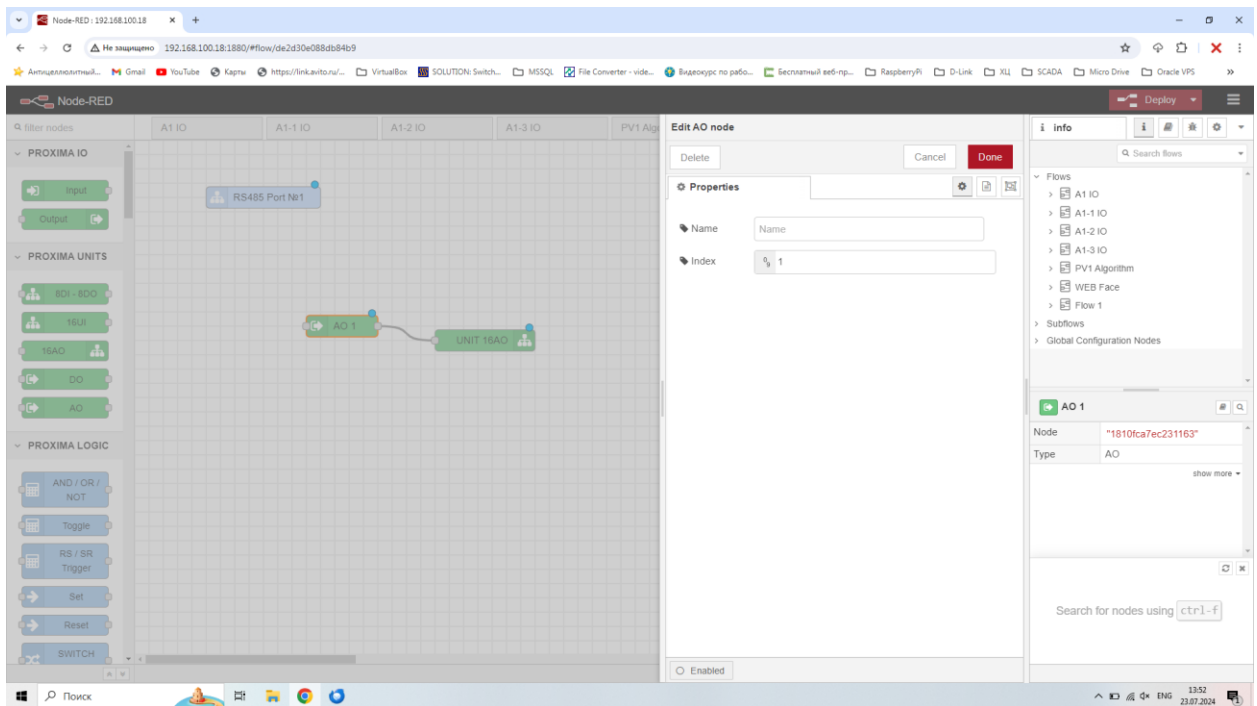 Node-RED : 192.168.100.18
Не защищено 192.168.100.18:1880/#flow/de2d30e088db84b9
Антиплюлитный... Gmail YouTube Карты https://link.avito.ru/... VirtualBox SOLUTION: Switch... MSSQL File Converter - vide... Видеокурс по рабо... Бесплатный веб-пр... RaspberryPi D-Link ХЦ SCADA Micro Drive Oracle VPS »
Node-RED
Deploy
filter nodes
A1 IO A1-1 IO A1-2 IO A1-3 IO PV1 Algo
PROXIMA IO
Input
Output
PROXIMA UNITS
8DI - 8DO
16UI
16AO
DO
AO
PROXIMA LOGIC
AND / OR /
NOT
Toggle
RS / SR
Trigger
Set
Reset
SWITCH
RS485 Port №1
AO 1
UNIT 16AO
Edit AO node
Delete Cancel Done
Properties
Name Name
Index 1
Enabled
i info i
Search flows
Flows
A1 IO
A1-1 IO
A1-2 IO
A1-3 IO
PV1 Algorithm
WEB Face
Flow 1
Subflows
Global Configuration Nodes
AO 1
Node "1810fca7ec231163"
Type AO
show more
Search for nodes using ctrl-f
Поиск
ENG 13:52
23.07.2024